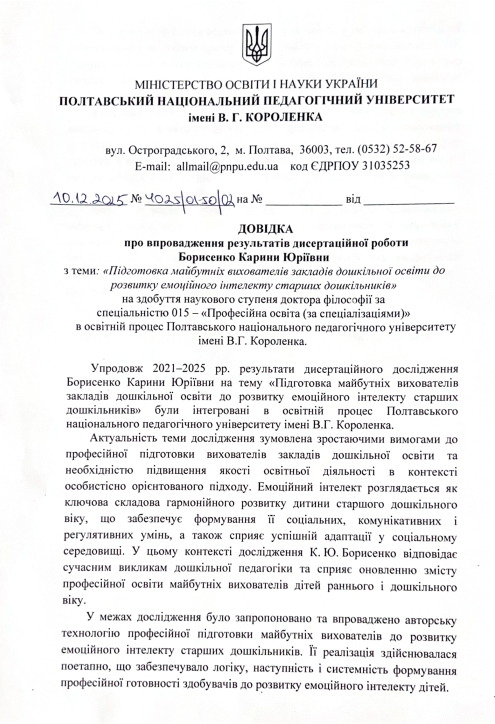 МІНІСТЕРСТВО ОСВІТИ І НАУКИ УКРАЇНИ
ПОЛТАВСЬКИЙ НАЦІОНАЛЬНИЙ ПЕДАГОГІЧНИЙ УНІВЕРСИТЕТ
імені В. Г. КОРОЛЕНКА
вул. Остроградського, 2, м. Полтава, 36003, тел. (0532) 52-58-67
E-mail: allmail@pnpu.edu.ua код ЄДРПОУ 31035253
10.12.2025 № 4025/01-50/02 на № ______________ від ______________
ДОВІДКА
про впровадження результатів дисертаційної роботи
Борисенко Карини Юріївни
з теми: «Підготовка майбутніх вихователів закладів дошкільної освіти до
розвитку емоційного інтелекту старших дошкільників»
на здобуття наукового ступеня доктора філософії за
спеціальністю 015 – «Професійна освіта (за спеціалізаціями)»
в освітній процес Полтавського національного педагогічного університету
імені В.Г. Короленка.
Упродовж 2021–2025 рр. результати дисертаційного дослідження
Борисенко Карини Юріївни на тему «Підготовка майбутніх вихователів
закладів дошкільної освіти до розвитку емоційного інтелекту старших
дошкільників» були інтегровані в освітній процес Полтавського
національного педагогічного університету імені В.Г. Короленка.
Актуальність теми дослідження зумовлена зростаючими вимогами до
професійної підготовки вихователів закладів дошкільної освіти та
необхідністю підвищення якості освітньої діяльності в контексті
особистісно орієнтованого підходу. Емоційний інтелект розглядається як
ключова складова гармонійного розвитку дитини старшого дошкільного
віку, що забезпечує формування її соціальних, комунікативних і
регулятивних умінь, а також сприяє успішній адаптації у соціальному
середовищі. У цьому контексті дослідження К. Ю. Борисенко відповідає
сучасним викликам дошкільної педагогіки та сприяє оновленню змісту
професійної освіти майбутніх вихователів дітей раннього і дошкільного
віку.
У межах дослідження було запропоновано та впроваджено авторську
технологію професійної підготовки майбутніх вихователів до розвитку
емоційного інтелекту старших дошкільників. Її реалізація здійснювалася
поетапно, що забезпечувало логіку, наступність і системність формування
професійної готовності здобувачів до розвитку емоційного інтелекту дітей.